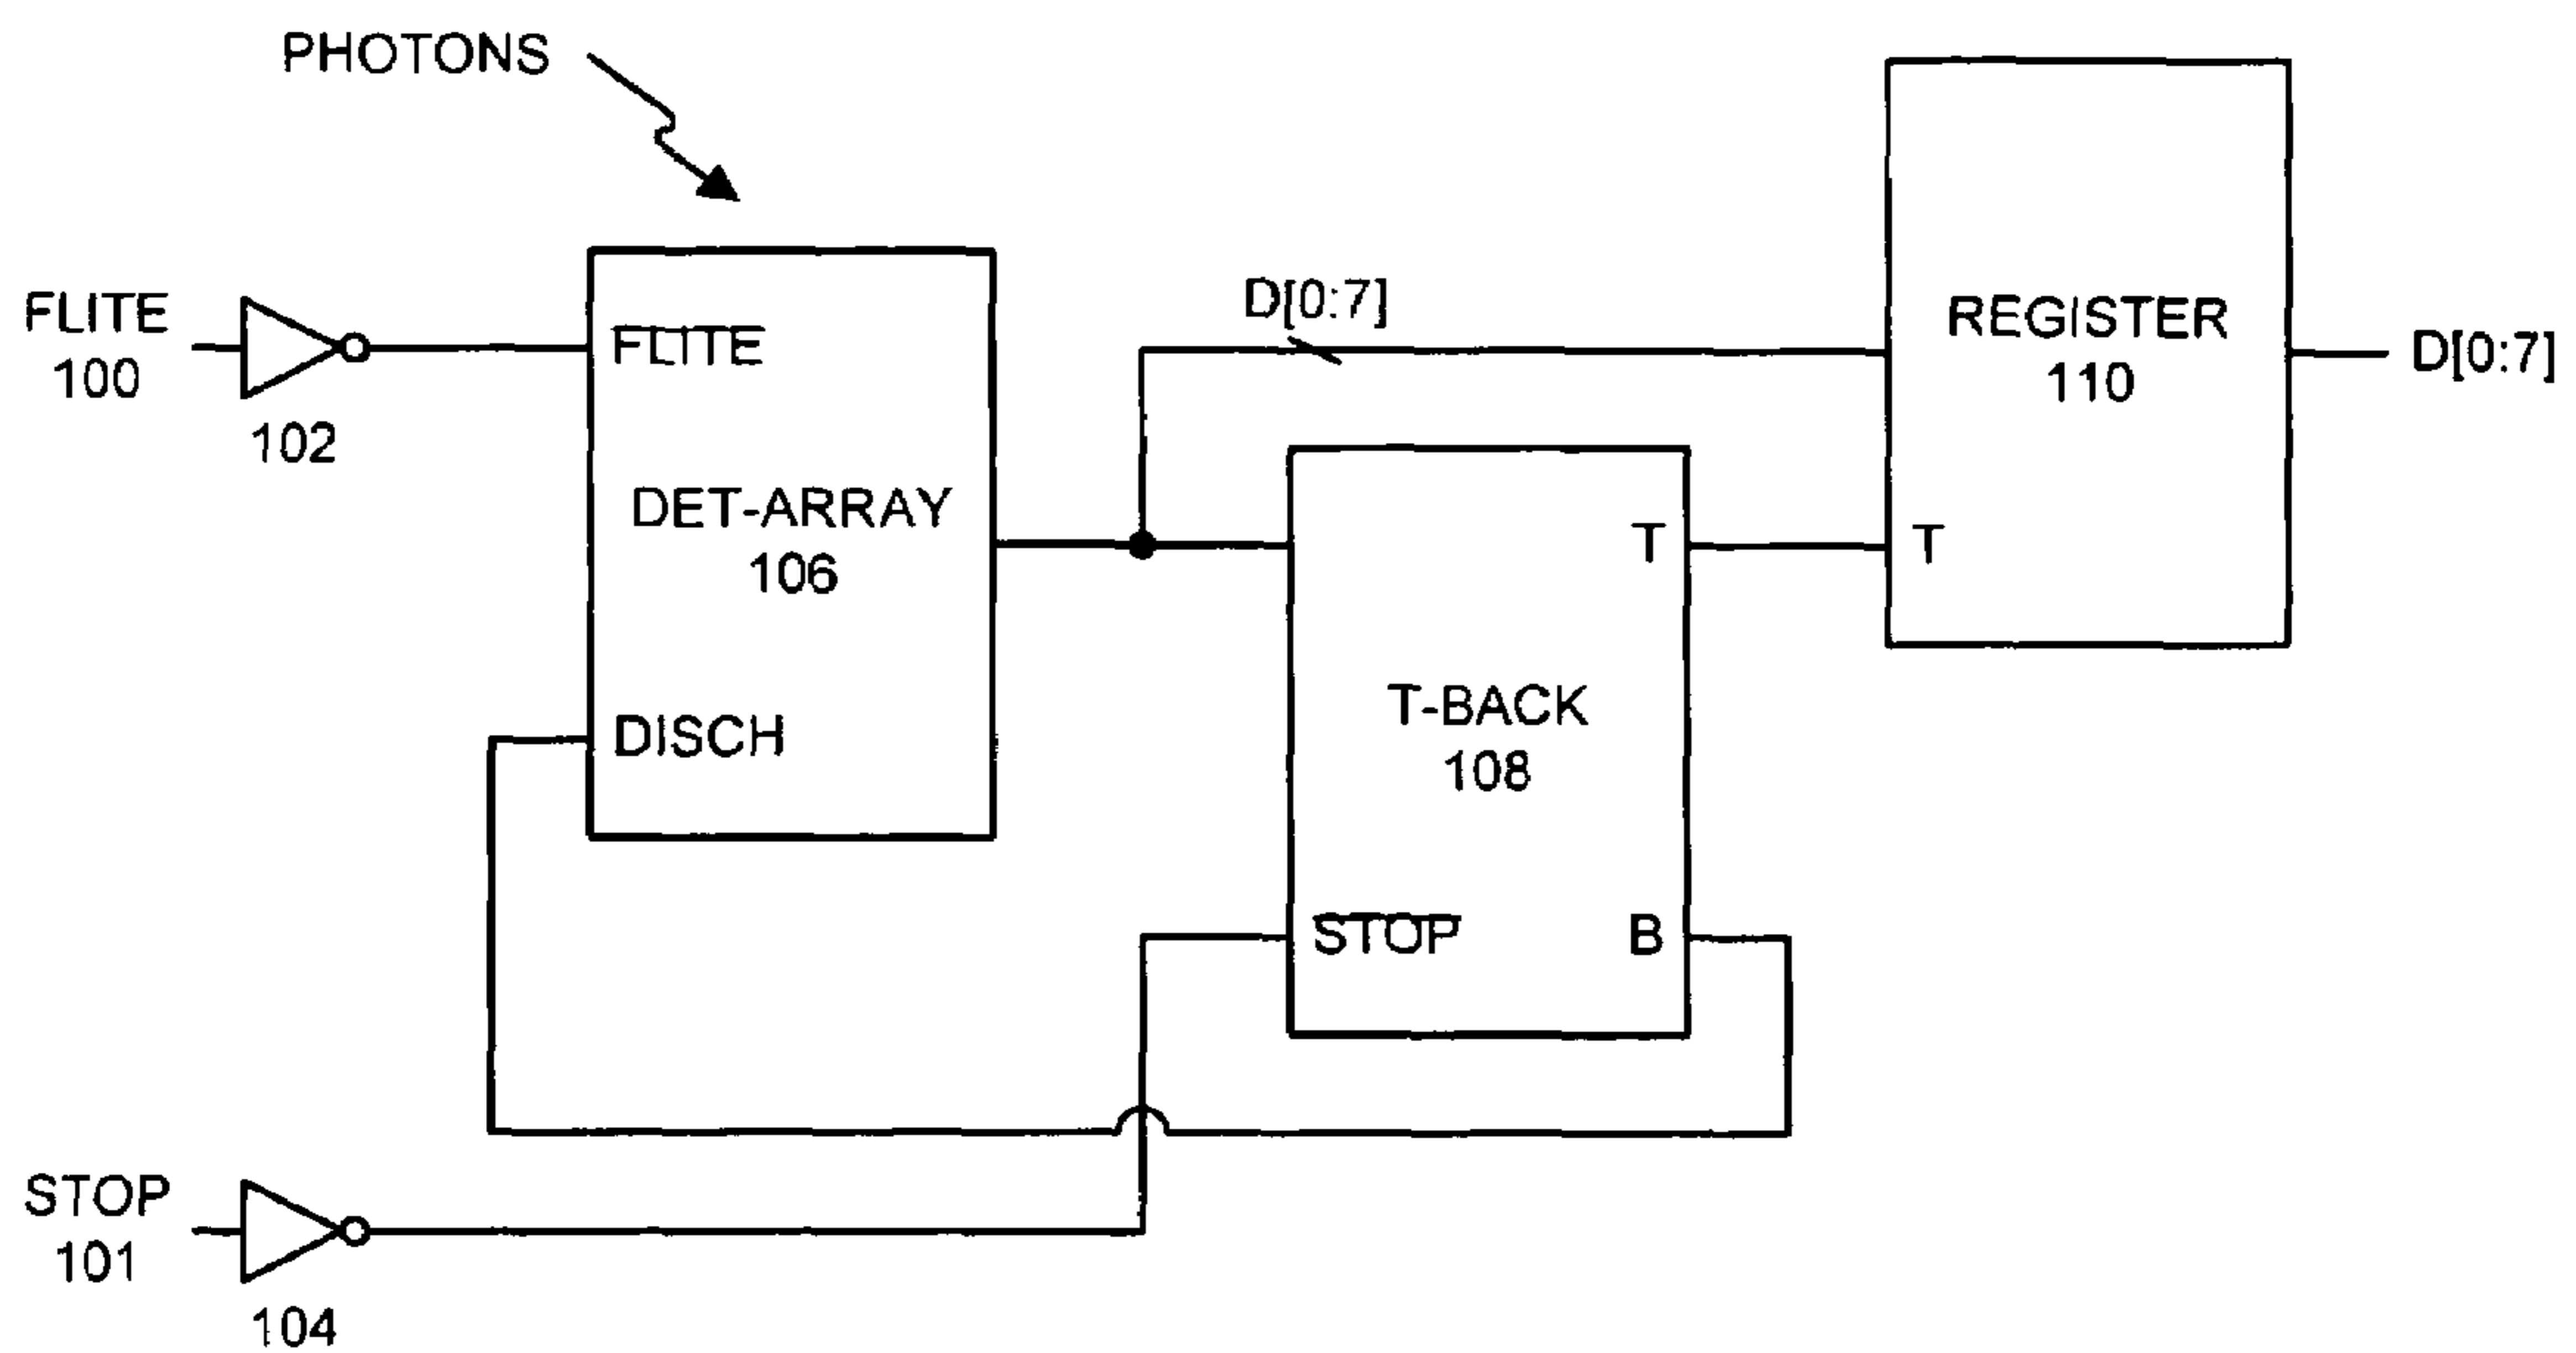 PHOTONS
FLITE
100
102
FLITE
DET-ARRAY
106
DISCH
D[0:7]
REGISTER
110
T
D[0:7]
T
T-BACK
108
STOP
B
STOP
101
104